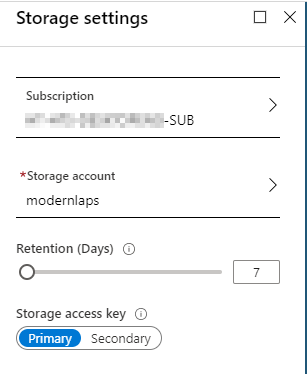 Storage settings
Subscription
-SUB
*Storage account
modernlaps
Retention (Days)
7
Storage access key
Primary Secondary